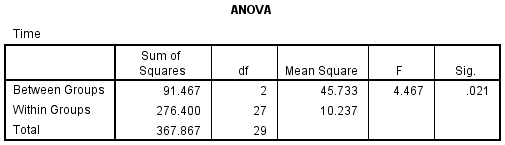 ANOVA
Time
Sum of Squares df Mean Square F Sig.
Between Groups 91.467 2 45.733 4.467 .021
Within Groups 276.400 27 10.237
Total 367.867 29